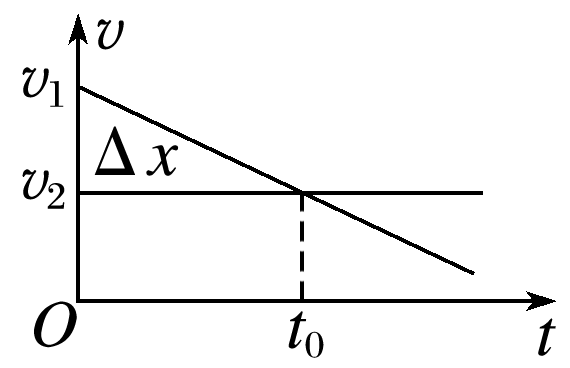 v
v₁
Δx
v₂
O
t₀
t